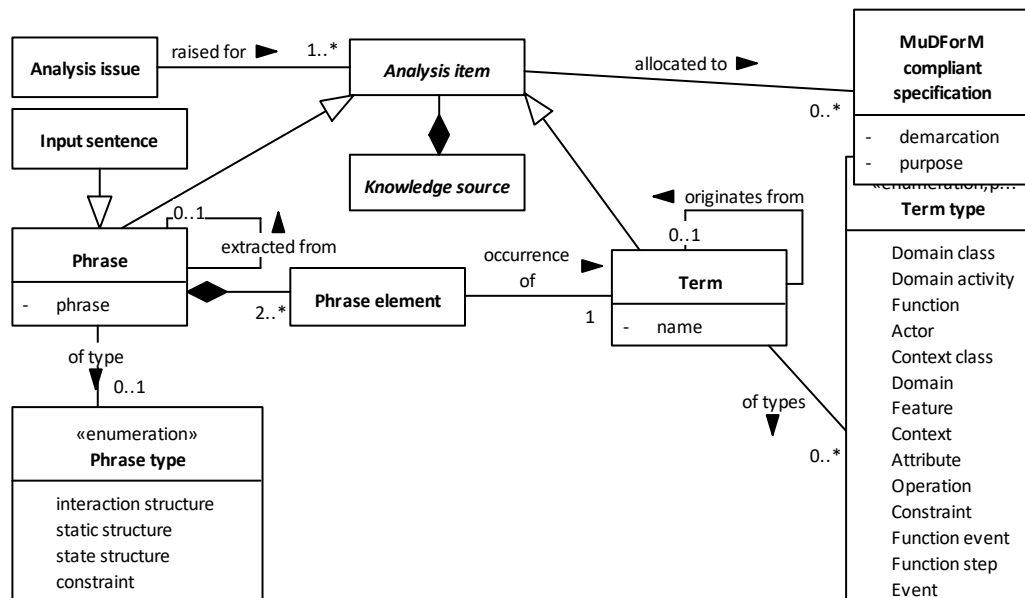 Analysis issue
raised for
1..*
Analysis item
allocated to
0..*
MuDForM
compliant
specification
- demarcation
- purpose
Input sentence
Knowledge source
«enumeration,p...
Term type
Domain class
Domain activity
Function
Actor
Context class
Domain
Feature
Context
Attribute
Operation
Constraint
Function event
Function step
Event
0..1
extracted from
Phrase
- phrase
2..*
Phrase element
occurrence
of
1
originates from
0..1
Term
- name
of types
0..*
of type
0..1
«enumeration»
Phrase type
interaction structure
static structure
state structure
constraint